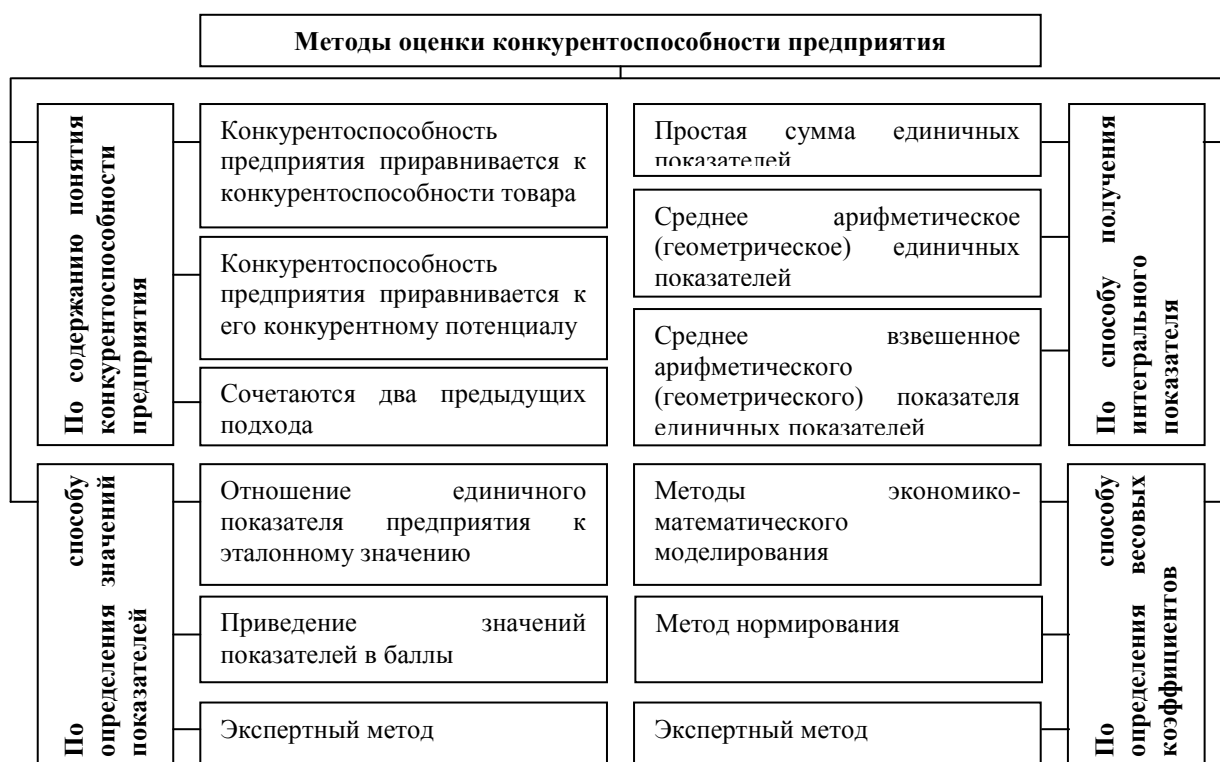 Методы оценки конкурентоспособности предприятия
По содержанию понятия
конкурентоспособности
предприятия
Конкурентоспособность
предприятия приравнивается к
конкурентоспособности товара
Конкурентоспособность
предприятия приравнивается к
его конкурентному потенциалу
Сочетаются два предыдущих
подхода
Простая сумма единичных
показателей
Среднее арифметическое
(геометрическое) единичных
показателей
Среднее взвешенное
арифметического
(геометрического) показателя
единичных показателей
По способу получения
интегрального
показателя
По способу
определения значений
показателей
Отношение единичного
показателя предприятия к
эталонному значению
Приведение значений
показателей в баллы
Экспертный метод
Методы экономико-
математического
моделирования
Метод нормирования
Экспертный метод
По способу
определения весовых
коэффициентов